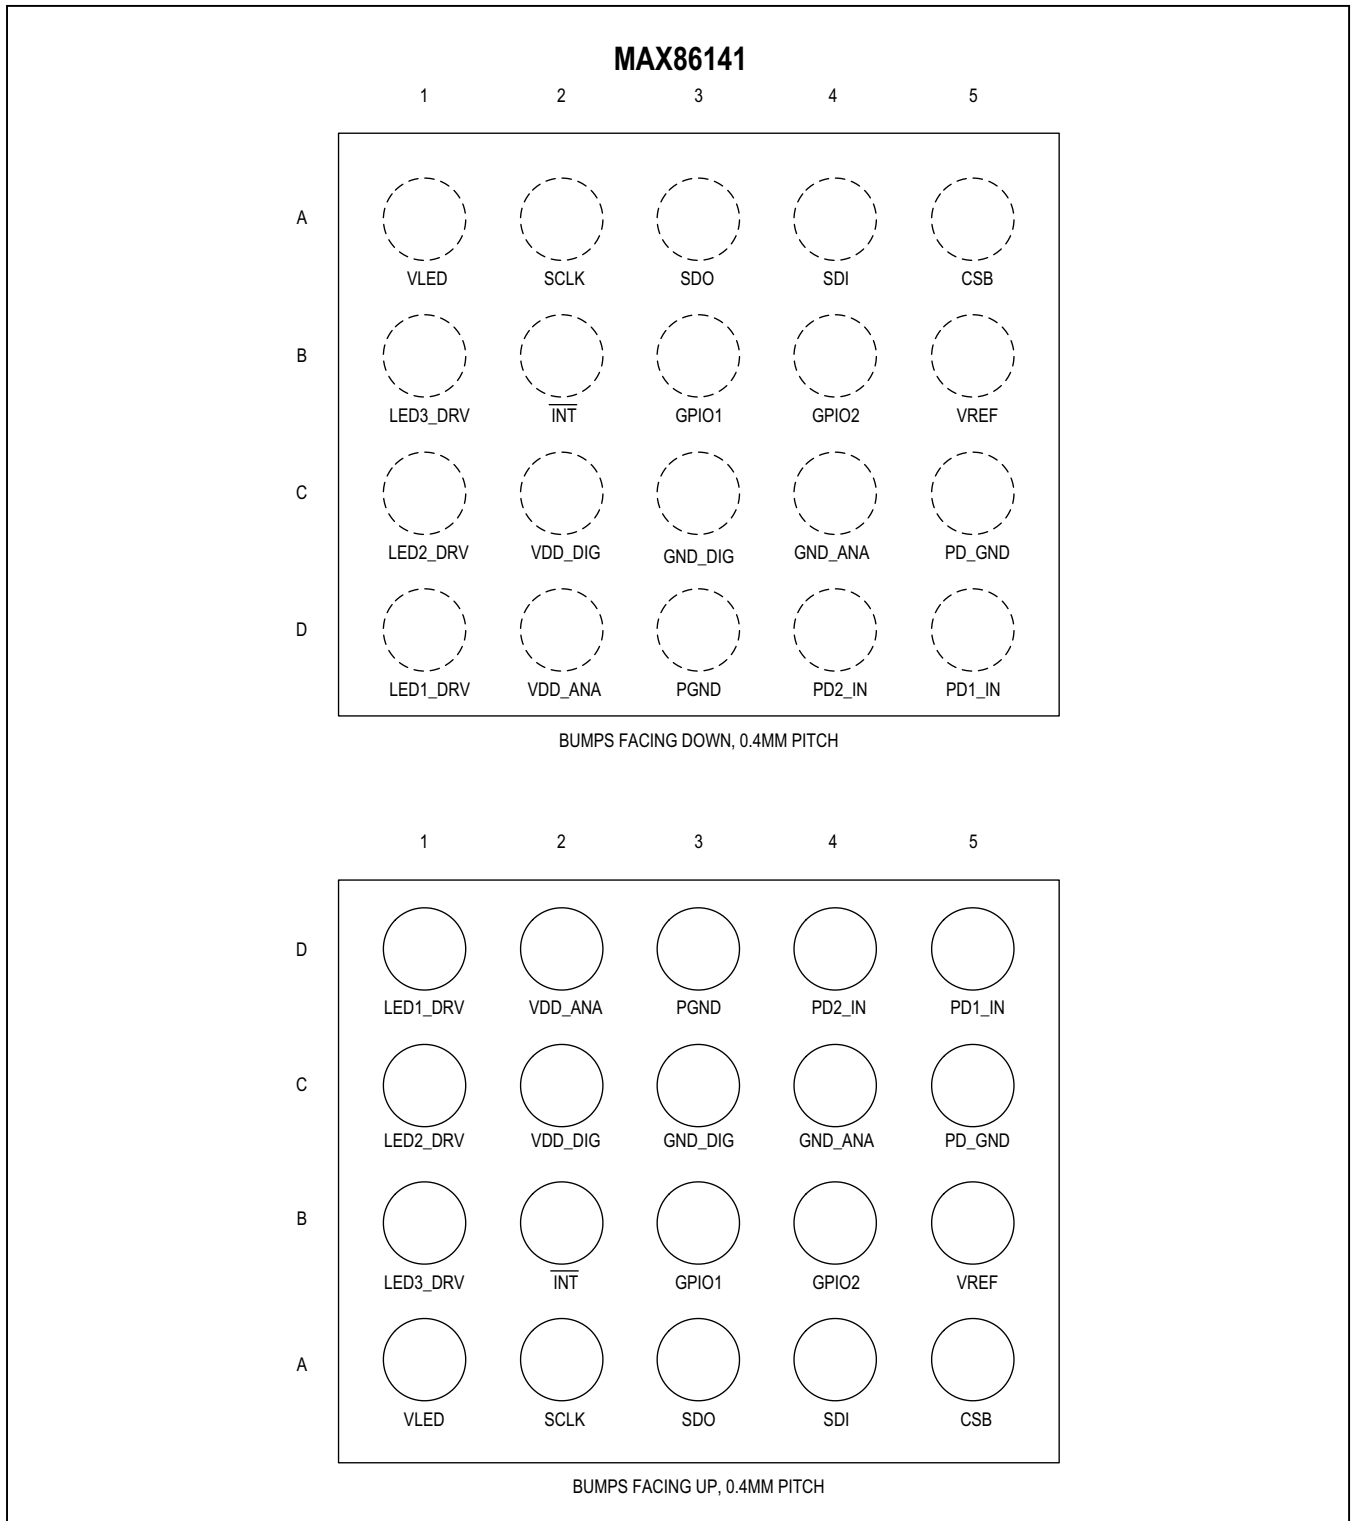 MAX86141
1 2 3 4 5
A
VLED SCLK SDO SDI CSB
B
LED3_DRV INT GPIO1 GPIO2 VREF
C
LED2_DRV VDD_DIG GND_DIG GND_ANA PD_GND
D
LED1_DRV VDD_ANA PGND PD2_IN PD1_IN
BUMPS FACING DOWN, 0.4MM PITCH
1 2 3 4 5
D
LED1_DRV VDD_ANA PGND PD2_IN PD1_IN
C
LED2_DRV VDD_DIG GND_DIG GND_ANA PD_GND
B
LED3_DRV INT GPIO1 GPIO2 VREF
A
VLED SCLK SDO SDI CSB
BUMPS FACING UP, 0.4MM PITCH